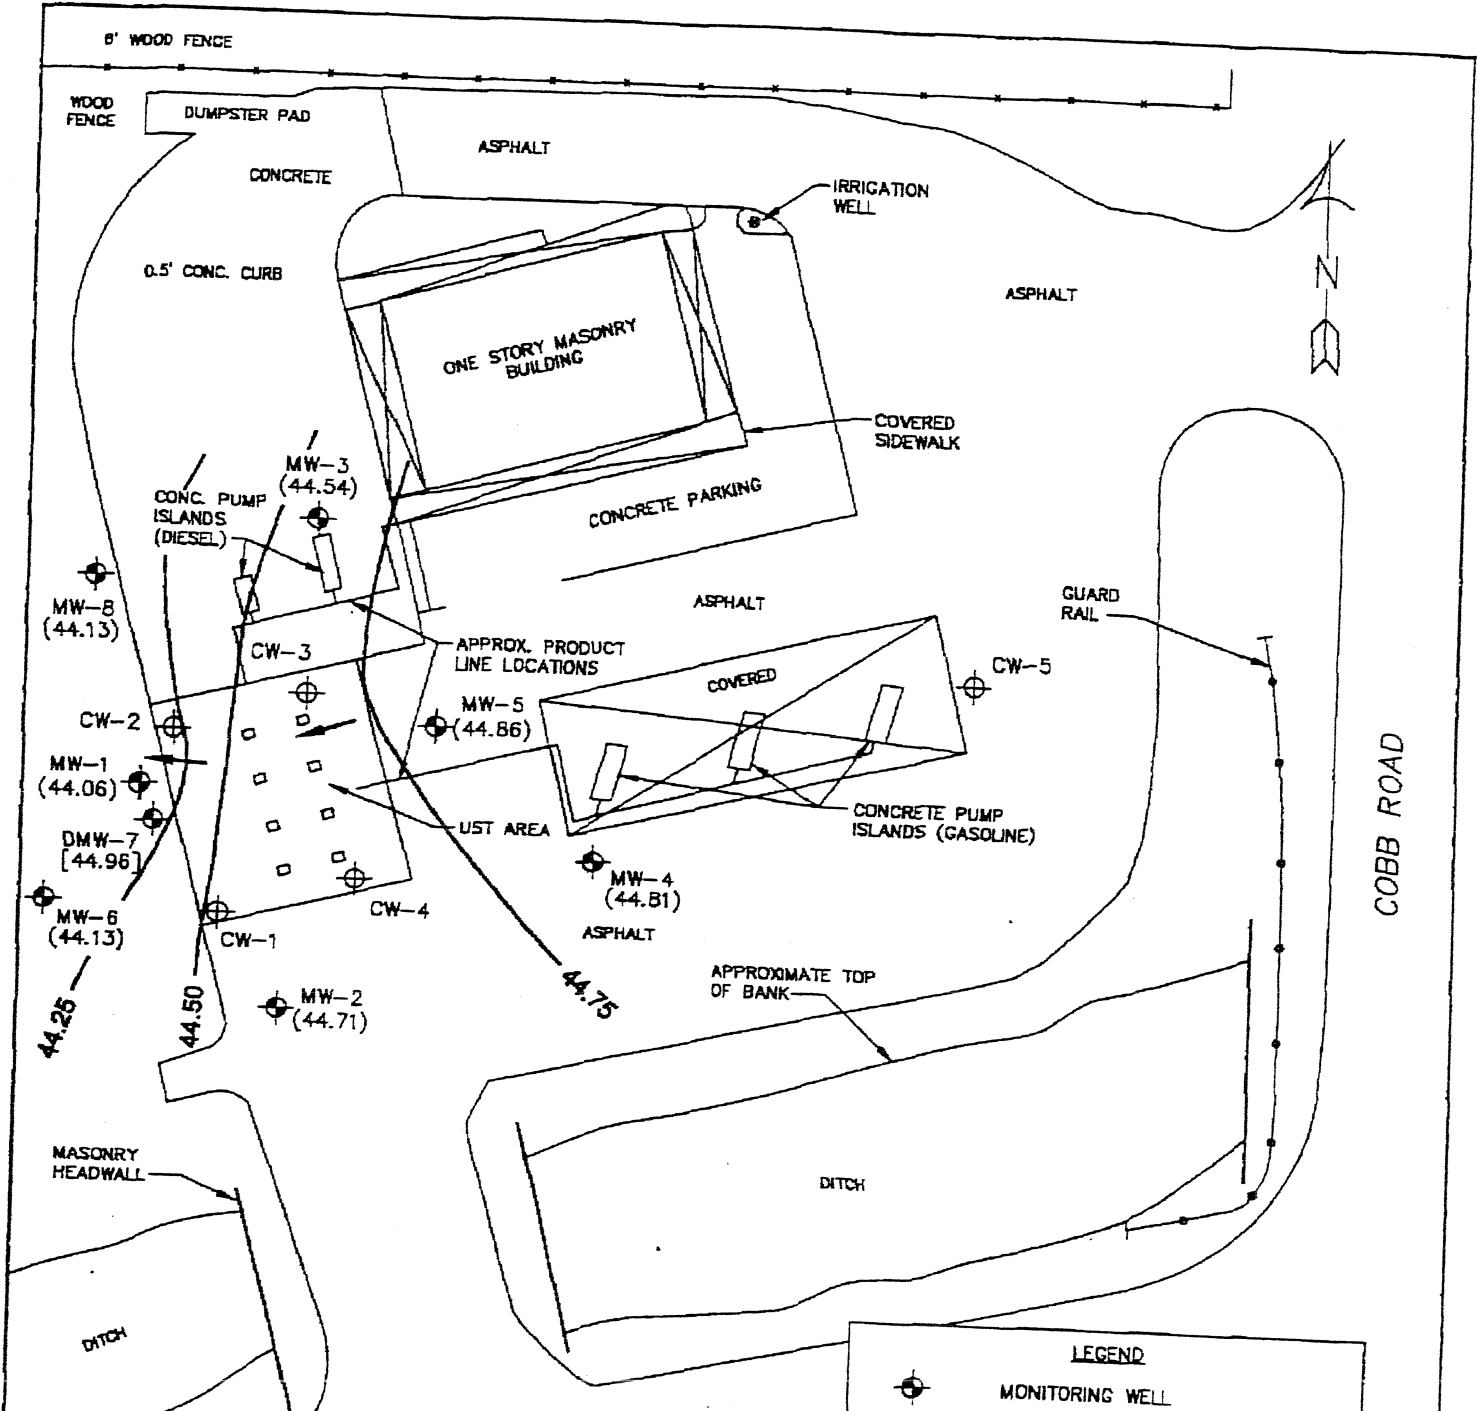 6' WOOD FENCE
WOOD
FENCE
DUMPSTER PAD
ASPHALT
CONCRETE
IRRIGATION
WELL
0.5' CONC. CURB
ASPHALT
N
ONE STORY MASONRY
BUILDING
COVERED
SIDEWALK
MW-3
(44.54)
CONC. PUMP
ISLANDS
(DIESEL)
CONCRETE PARKING
MW-8
(44.13)
ASPHALT
GUARD
RAIL
CW-3
APPROX. PRODUCT
LINE LOCATIONS
COVERED
CW-5
CW-2
MW-5
(44.86)
MW-1
(44.06)
COBB ROAD
DMW-7
[44.96]
UST AREA
CONCRETE PUMP
ISLANDS (GASOLINE)
MW-4
(44.81)
MW-6
(44.13)
CW-4
CW-1
ASPHALT
APPROXIMATE TOP
OF BANK
44.25
44.50
44.75
MW-2
(44.71)
MASONRY
HEADWALL
DITCH
DITCH
LEGEND
MONITORING WELL